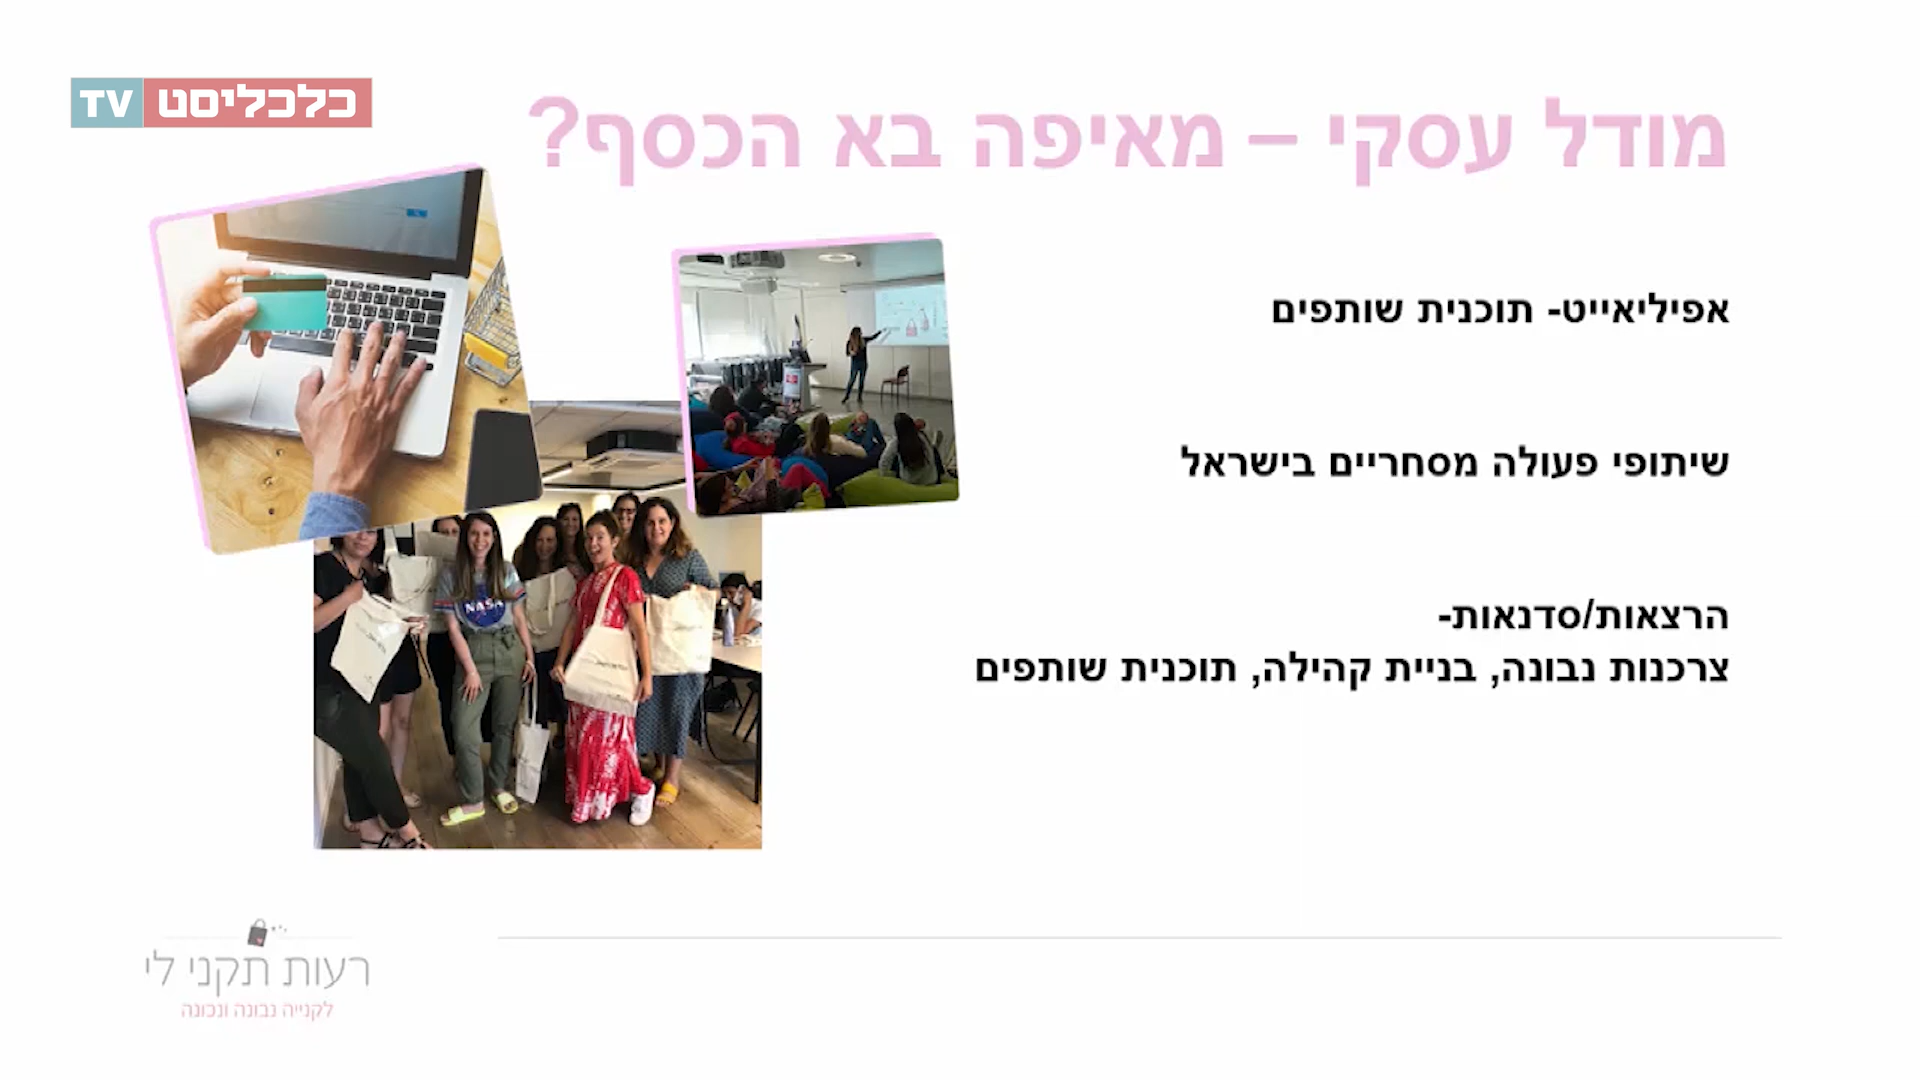 כלכליסט TV
מודל עסקי – מאיפה בא הכסף?
אפיליאייט- תוכנית שותפים
שיתופי פעולה מסחריים בישראל
הרצאות/סדנאות-
צרכנות נבונה, בניית קהילה, תוכנית שותפים
NASA
רעות תקני לי
לקנייה נבונה ונכונה